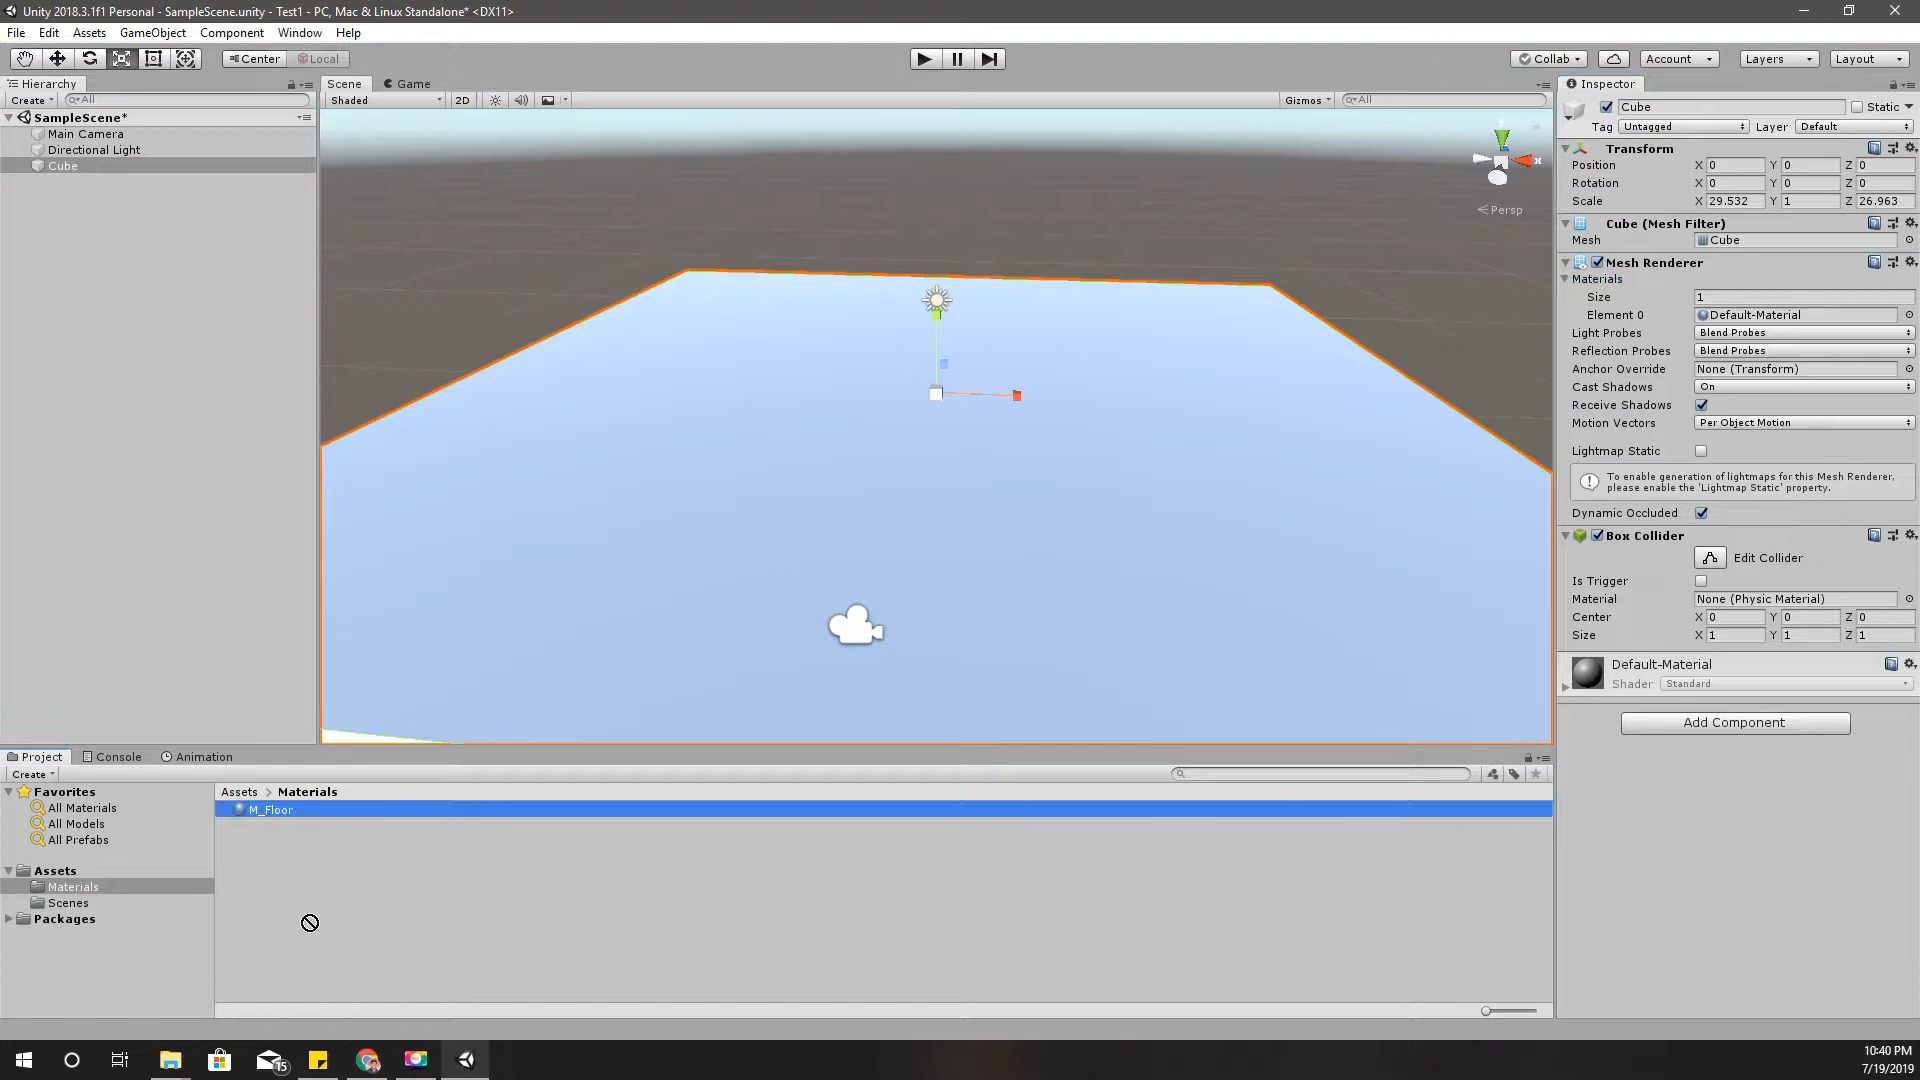 Unity 2018.3.1f1 Personal - SampleScene.unity - Test1 - PC, Mac & Linux Standalone* <DX11>
File Edit Assets GameObject Component Window Help
Center Local Collab Account Layers Layout
Hierarchy
Create All
SampleScene*
Main Camera
Directional Light
Cube
Scene Game
Shaded 2D Gizmos All
x
Persp
Inspector
Cube Static
Tag Untagged Layer Default
Transform
Position X 0 Y 0 Z 0
Rotation X 0 Y 0 Z 0
Scale X 29.532 Y 1 Z 26.963
Cube (Mesh Filter)
Mesh Cube
Mesh Renderer
Materials
Size 1
Element 0 Default-Material
Light Probes Blend Probes
Reflection Probes Blend Probes
Anchor Override None (Transform)
Cast Shadows On
Receive Shadows
Motion Vectors Per Object Motion
Lightmap Static
To enable generation of lightmaps for this Mesh Renderer,
please enable the 'Lightmap Static' property.
Dynamic Occluded
Box Collider
Edit Collider
Is Trigger
Material None (Physic Material)
Center X 0 Y 0 Z 0
Size X 1 Y 1 Z 1
Default-Material
Shader Standard
Add Component
Project Console Animation
Create
Favorites
All Materials
All Models
All Prefabs
Assets
Materials
Scenes
Packages
Assets > Materials
M_Floor
15
10:40 PM
7/19/2019